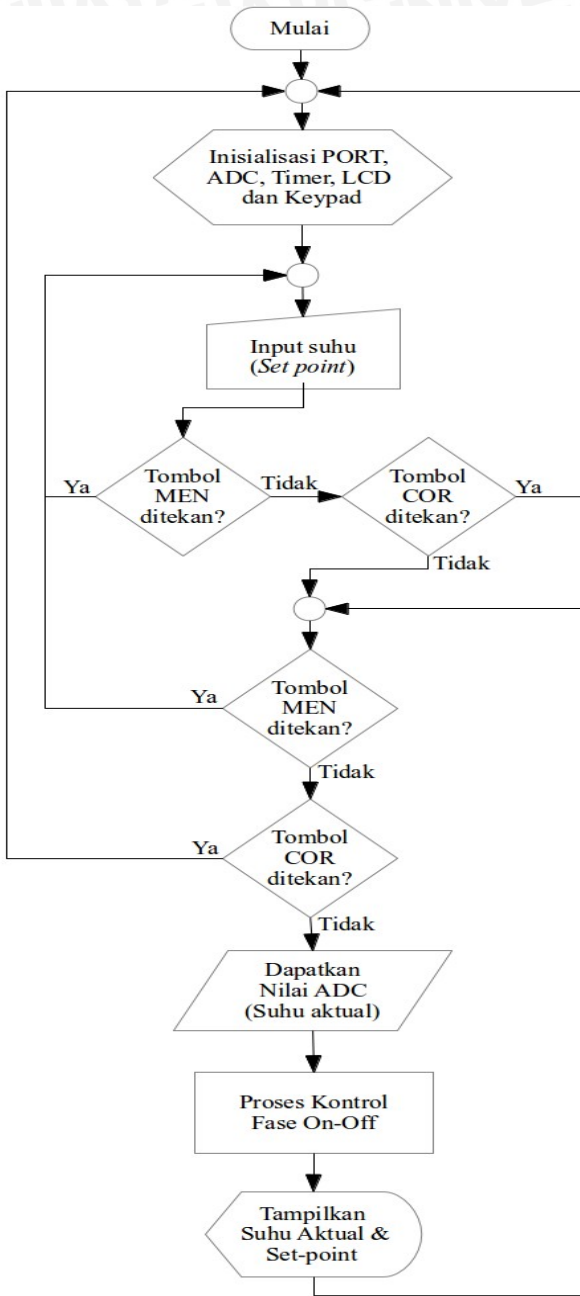 Mulai
Inisialisasi PORT,
ADC, Timer, LCD
dan Keypad
Input suhu
(Set point)
Ya
Tombol
MEN
ditekan?
Tidak
Tombol
COR
ditekan?
Ya
Tidak
Ya
Tombol
MEN
ditekan?
Tidak
Ya
Tombol
COR
ditekan?
Tidak
Dapatkan
Nilai ADC
(Suhu aktual)
Proses Kontrol
Fase On-Off
Tampilkan
Suhu Aktual &
Set-point